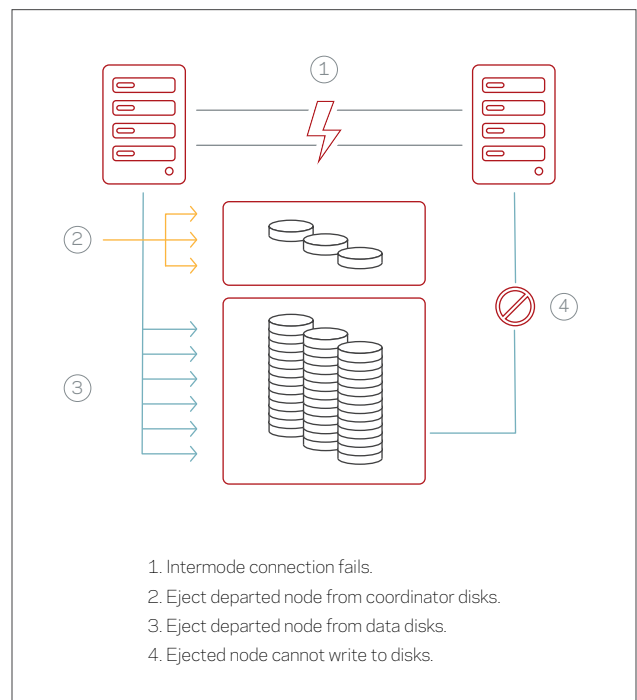 1
2
4
3
1. Intermode connection fails.
2. Eject departed node from coordinator disks.
3. Eject departed node from data disks.
4. Ejected node cannot write to disks.